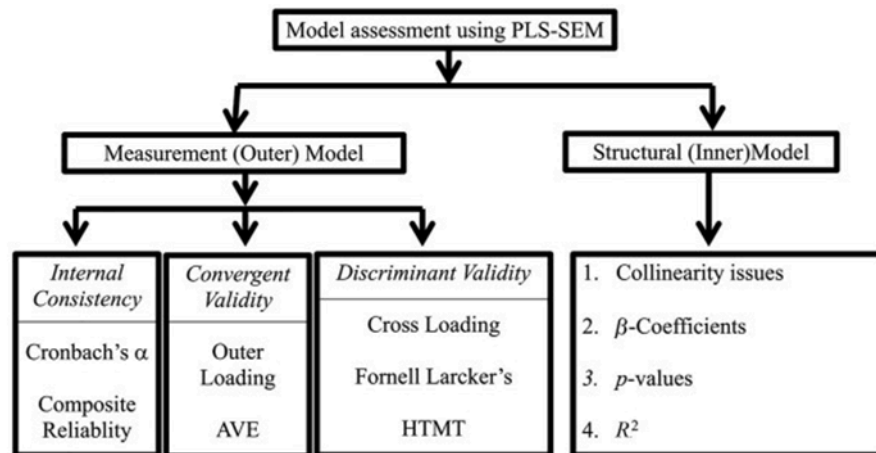 Model assessment using PLS-SEM
Measurement (Outer) Model
Structural (Inner)Model
Internal
Consistency
Cronbach's α
Composite
Reliablity
Convergent
Validity
Outer
Loading
AVE
Discriminant Validity
Cross Loading
Fornell Larcker's
HTMT
1. Collinearity issues
2. β-Coefficients
3. p-values
4. R²